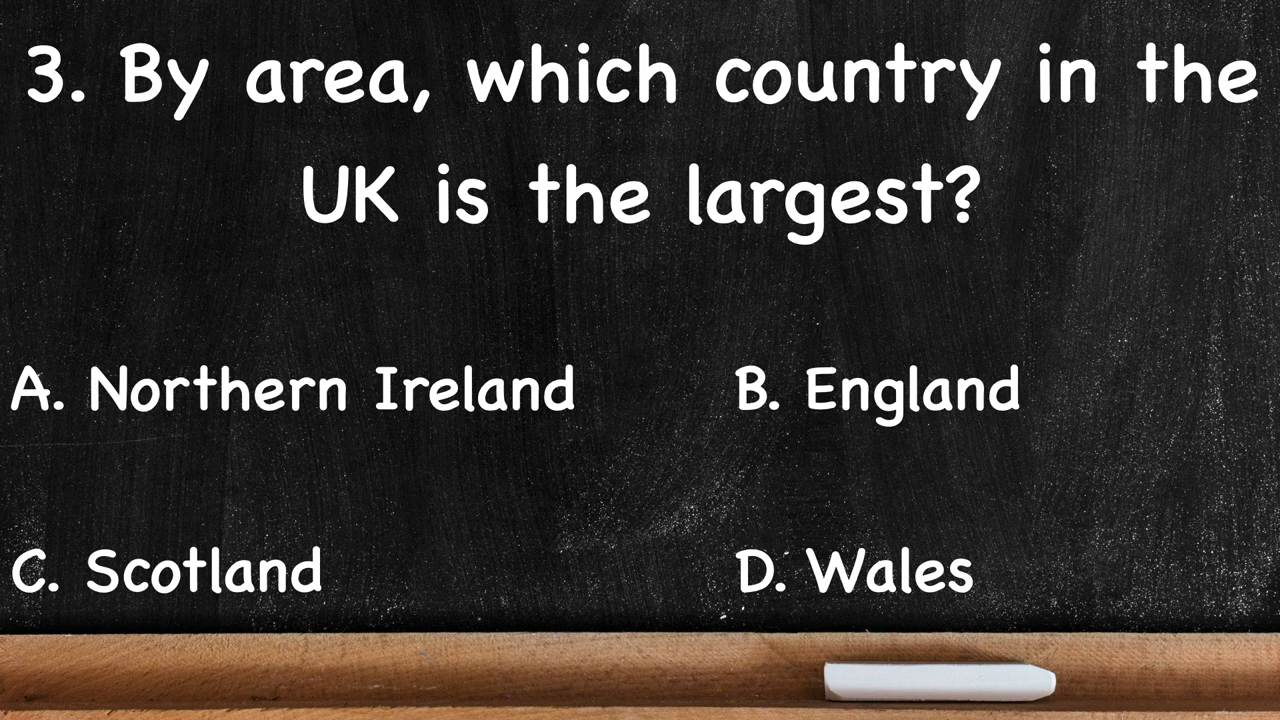 3. By area, which country in the
UK is the largest?
A. Northern Ireland
B. England
C. Scotland
D. Wales